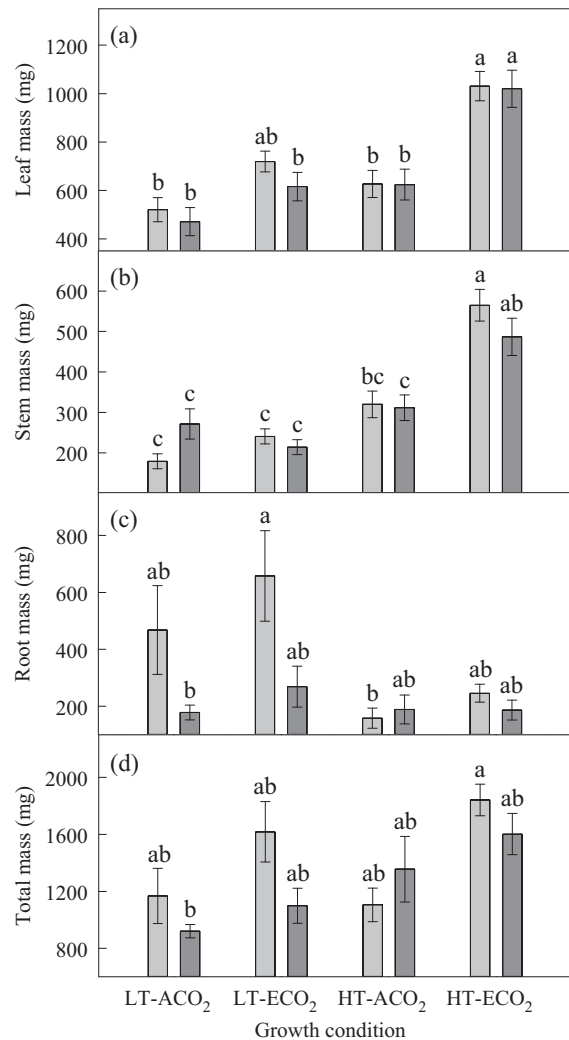 (a)
Leaf mass (mg)
1200
1000
800
600
400
b b ab b b b a a
(b)
Stem mass (mg)
600
500
400
300
200
c c c c bc c a ab
(c)
Root mass (mg)
800
600
400
200
ab b a ab b ab ab ab
(d)
Total mass (mg)
2000
1600
1200
800
ab b ab ab ab ab a ab
LT-ACO₂ LT-ECO₂ HT-ACO₂ HT-ECO₂
Growth condition